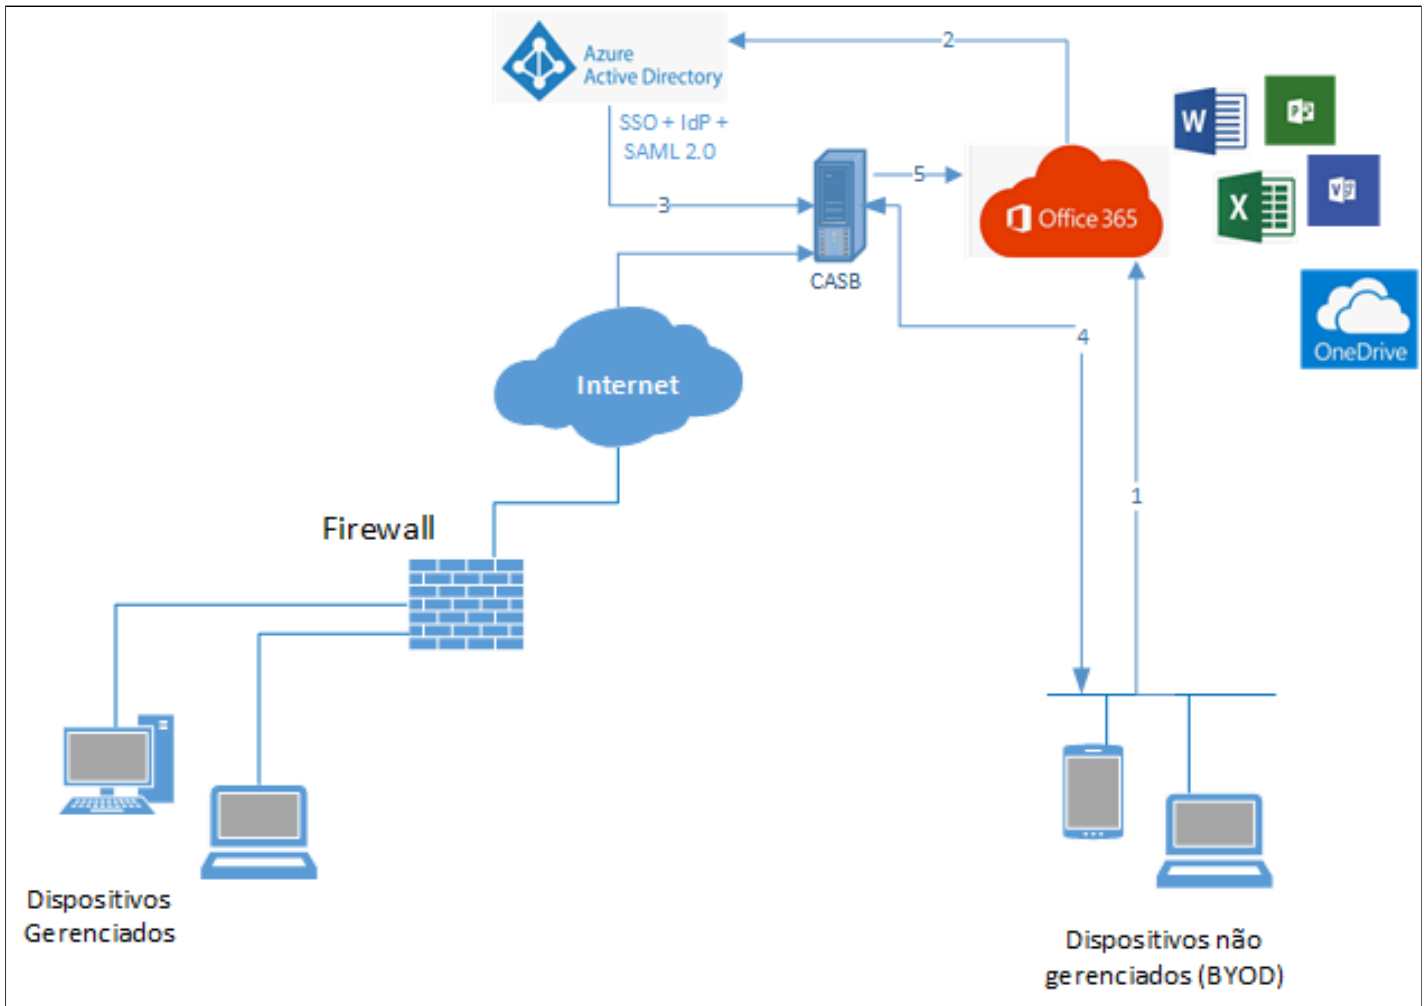 Azure
Active Directory
2
SSO + IdP +
SAML 2.0
W
P
X
V
5
3
Office 365
CASB
4
OneDrive
Internet
1
Firewall
Dispositivos
Gerenciados
Dispositivos não
gerenciados (BYOD)